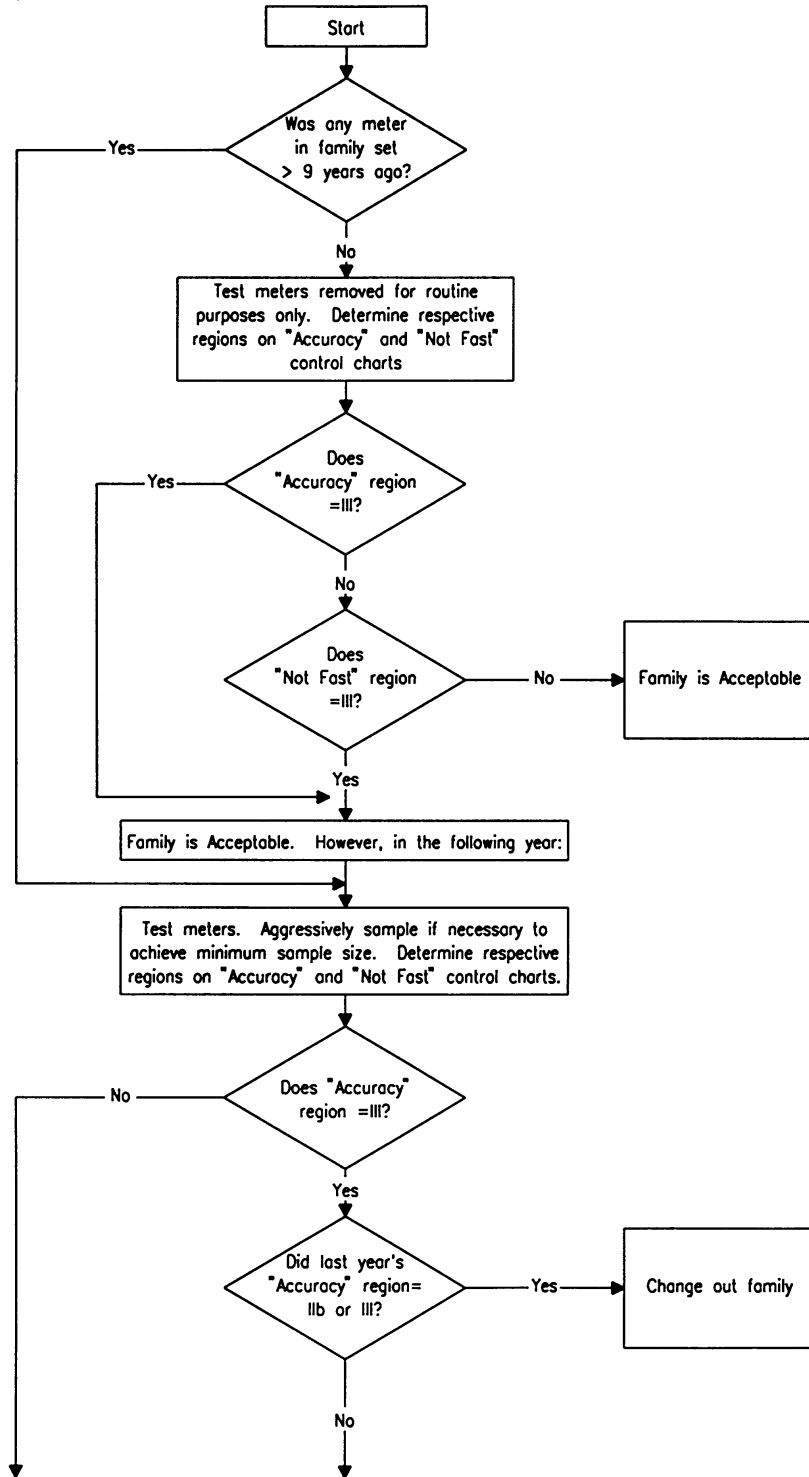 Start
Was any meter
in family set
> 9 years ago?
Yes
No
Test meters removed for routine
purposes only. Determine respective
regions on "Accuracy" and "Not Fast"
control charts
Does
"Accuracy" region
=III?
Yes
No
Does
"Not Fast" region
=III?
No
Family is Acceptable
Yes
Family is Acceptable. However, in the following year:
Test meters. Aggressively sample if necessary to
achieve minimum sample size. Determine respective
regions on "Accuracy" and "Not Fast" control charts.
Does "Accuracy"
region =III?
No
Yes
Did last year's
"Accuracy" region=
IIb or III?
Yes
Change out family
No